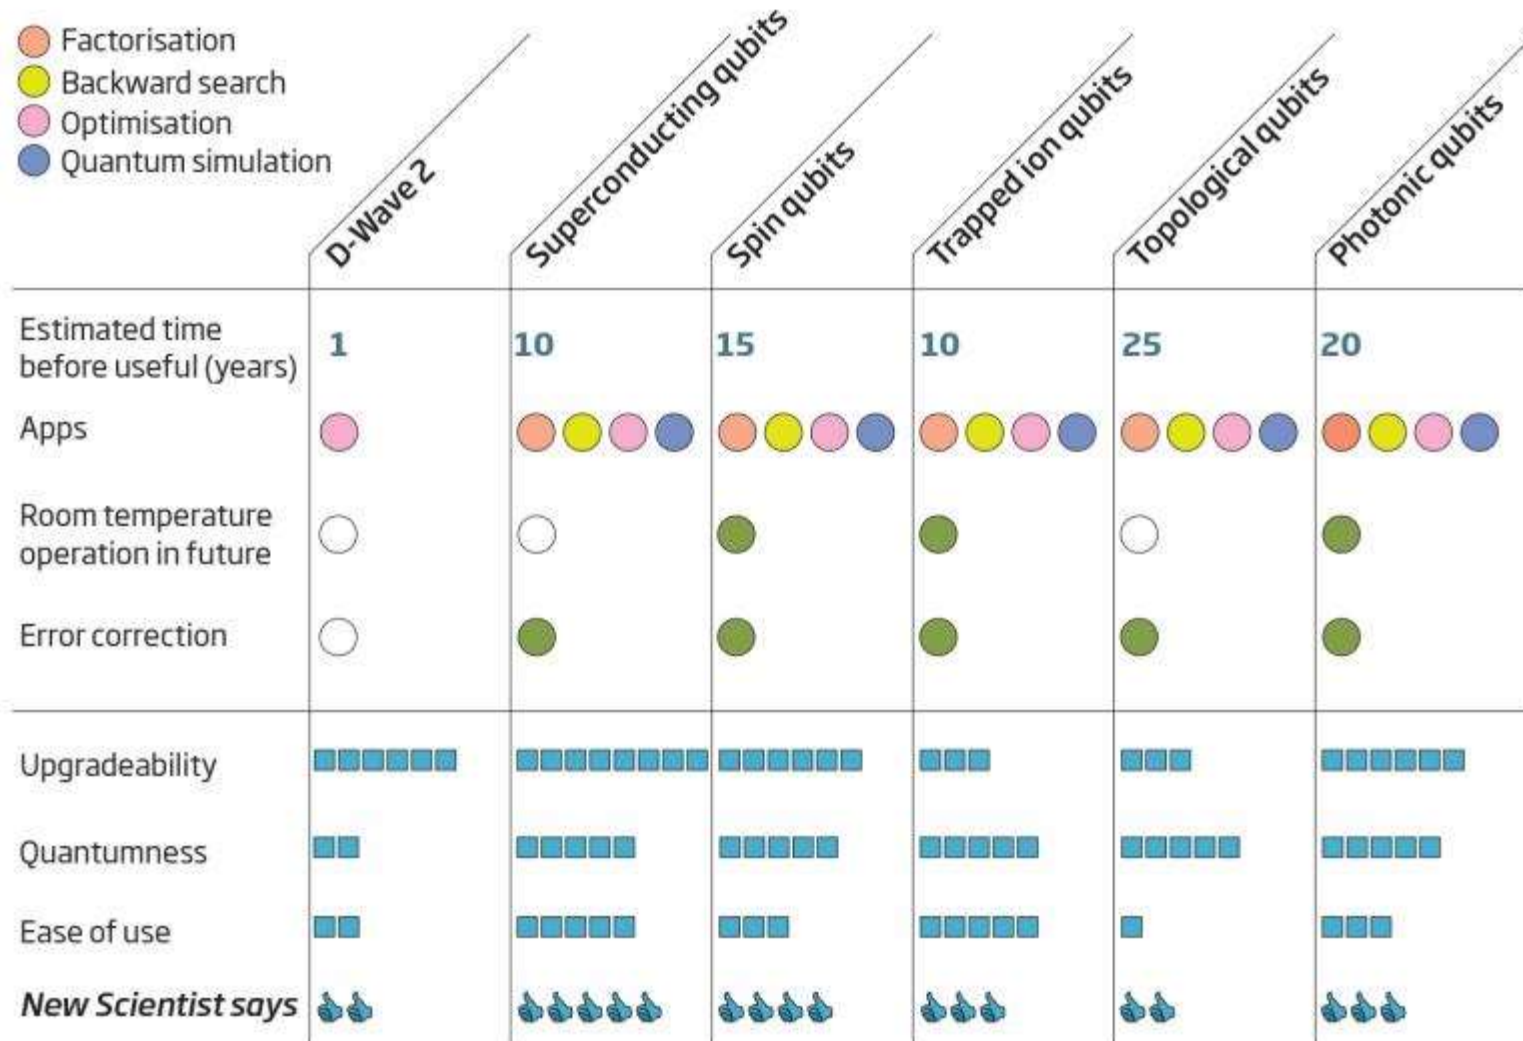 Factorisation
Backward search
Optimisation
Quantum simulation
D-Wave 2
Superconducting qubits
Spin qubits
Trapped ion qubits
Topological qubits
Photonic qubits
Estimated time
before useful (years)
1 10 15 10 25 20
Apps
Room temperature
operation in future
Error correction
Upgradeability
Quantumness
Ease of use
New Scientist says